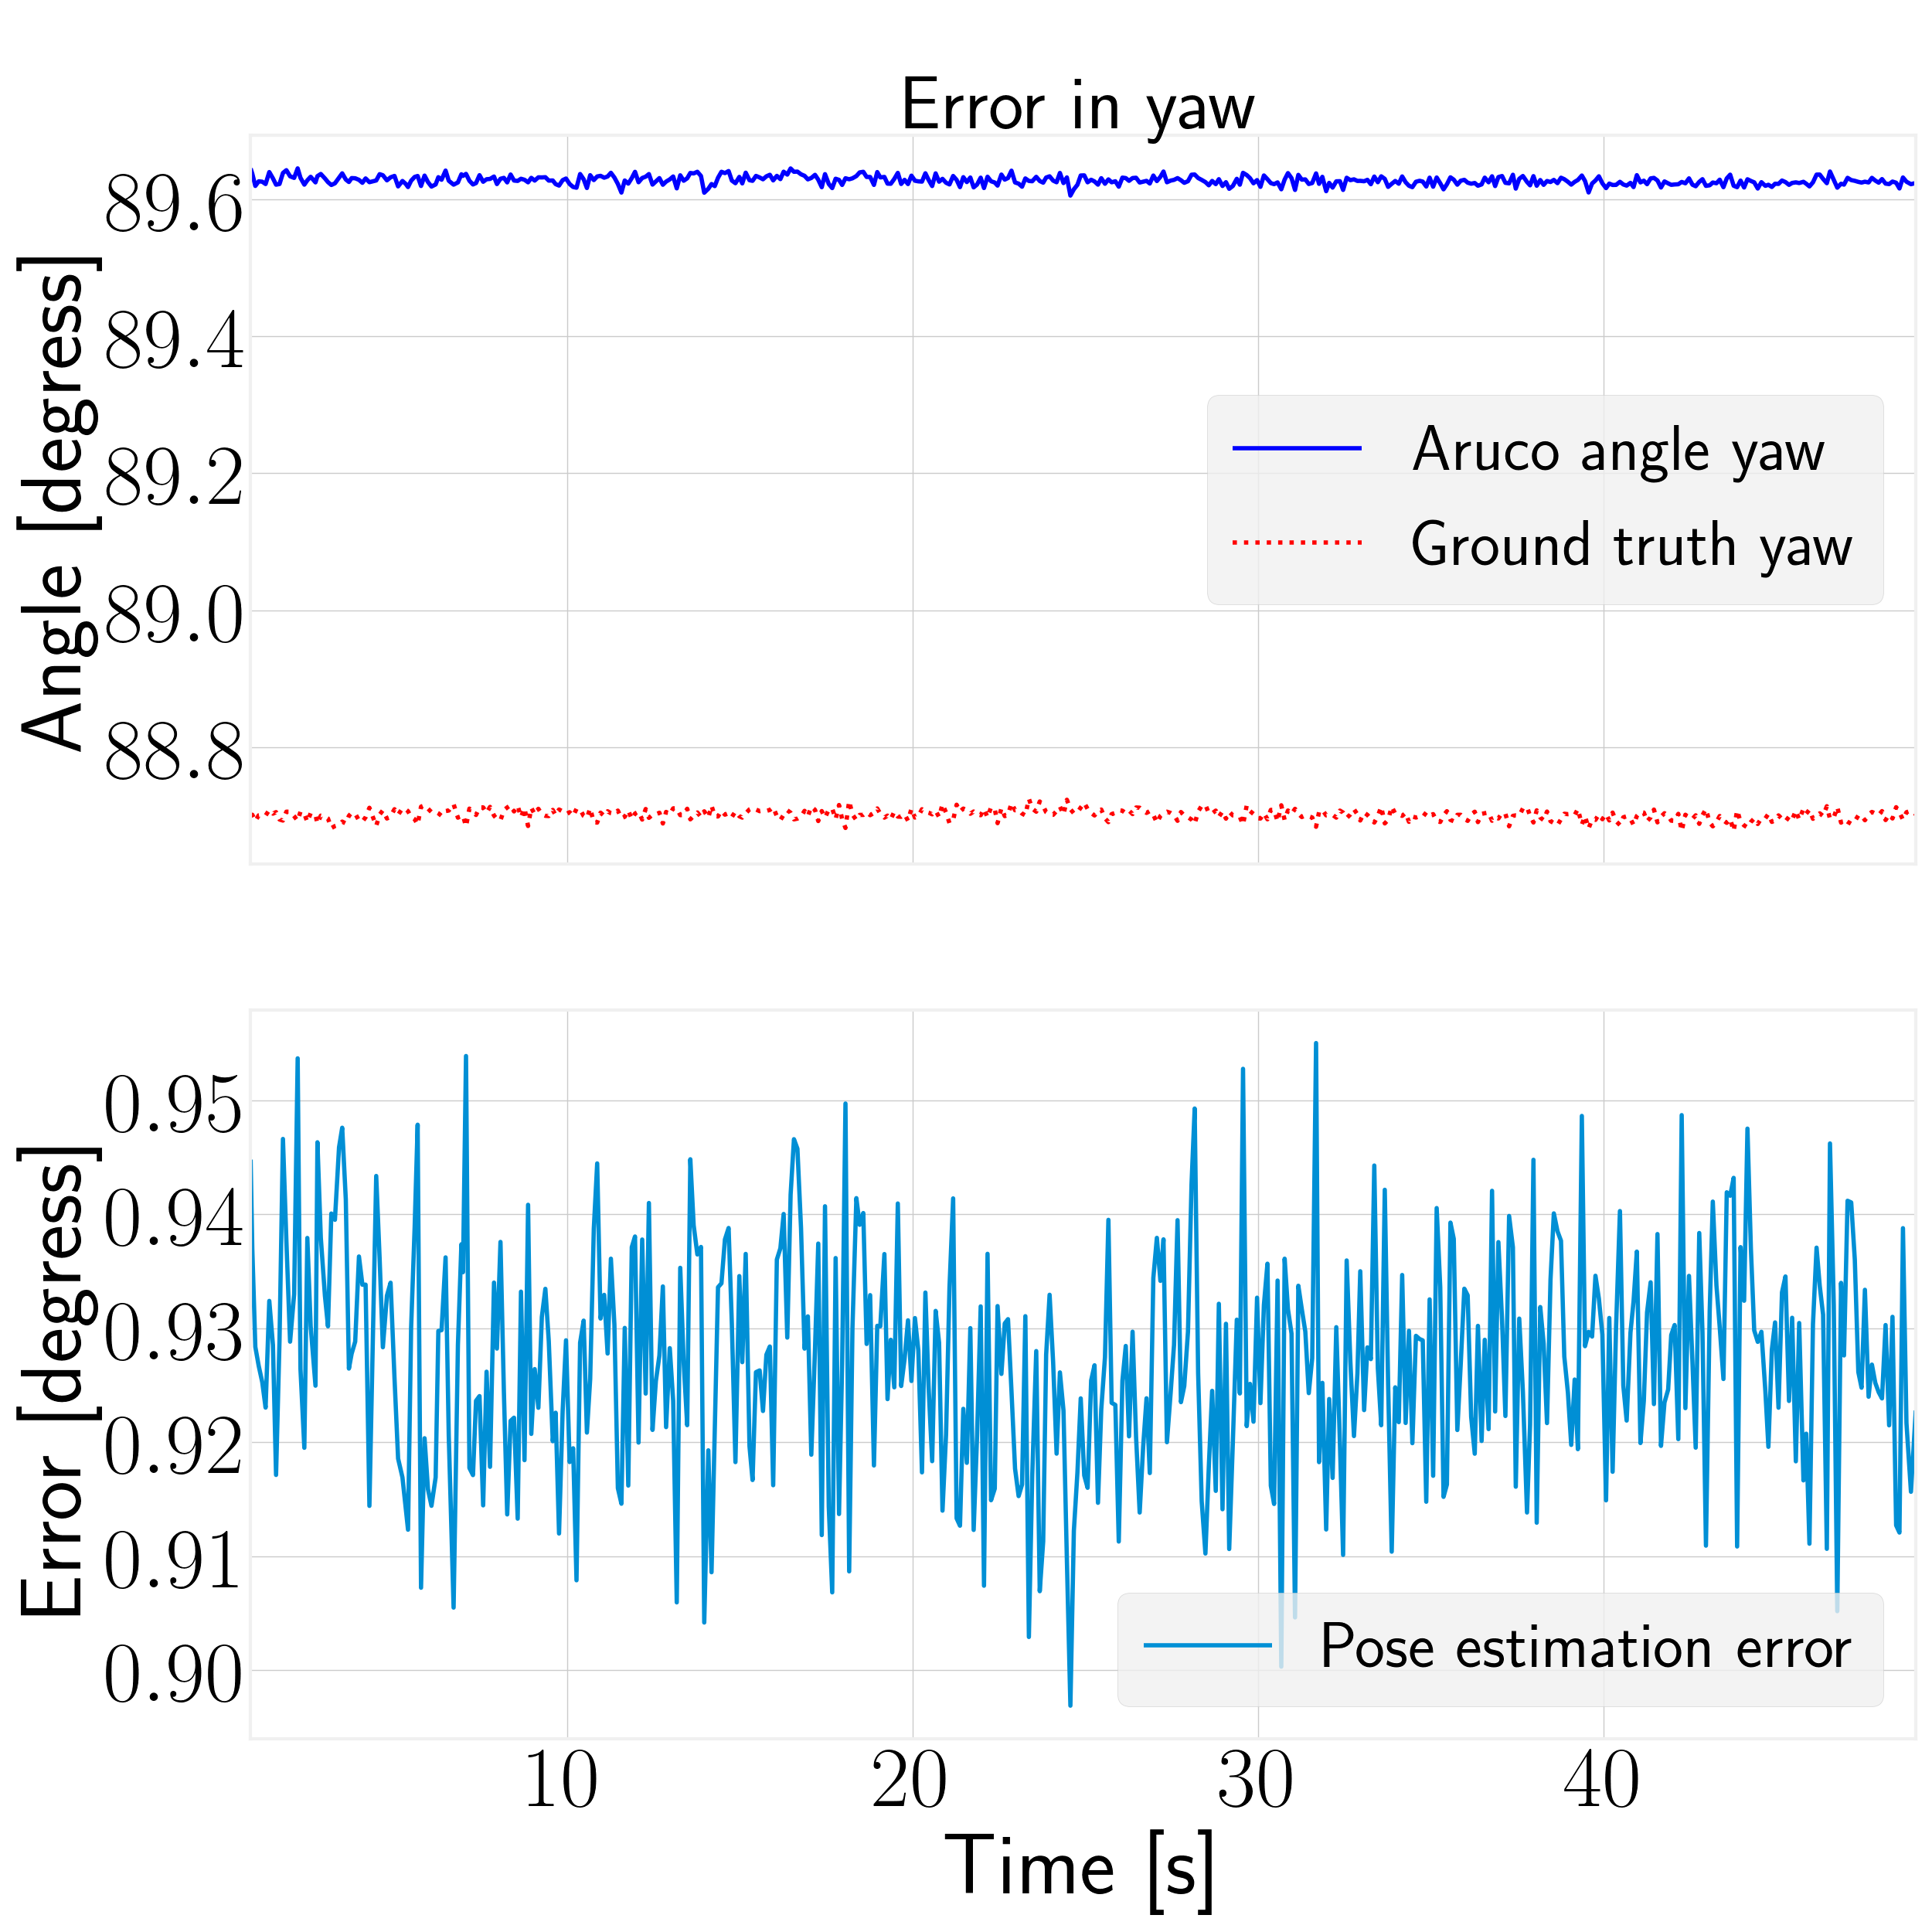 Error in yaw
Angle [degress]
89.6
89.4
89.2
89.0
88.8
Aruco angle yaw
Ground truth yaw
Error [degress]
0.95
0.94
0.93
0.92
0.91
0.90
Pose estimation error
10 20 30 40
Time [s]